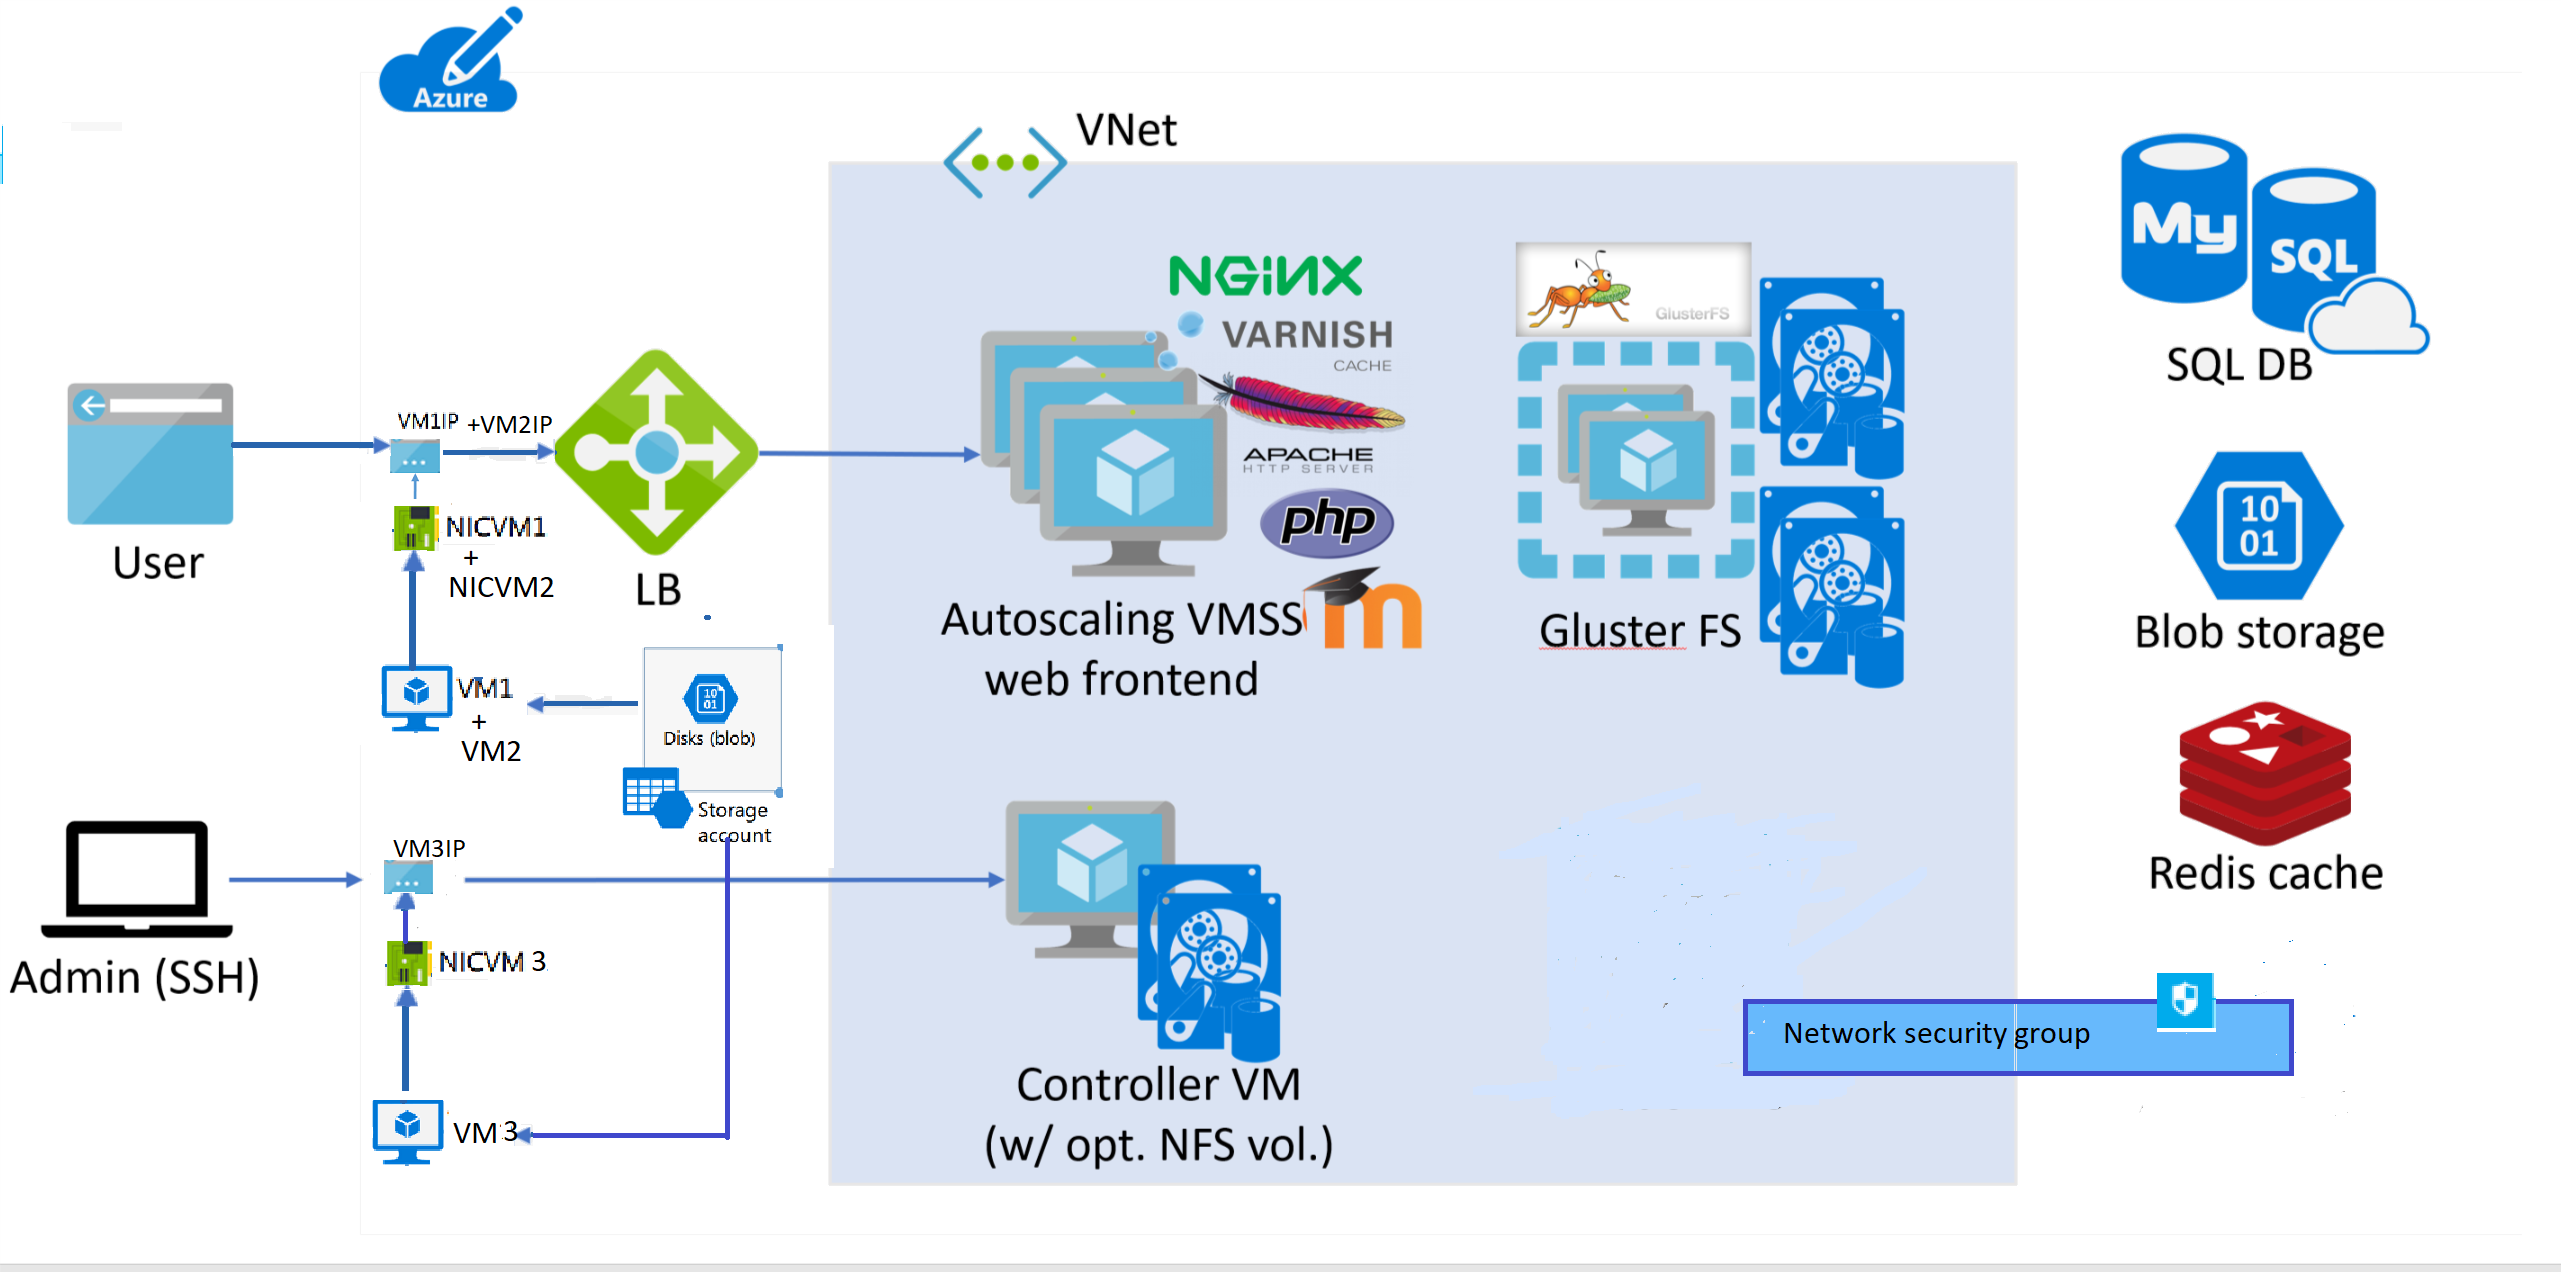 Azure
VNet
NGINX
VARNISH
CACHE
APACHE
HTTP SERVER
php
m
Autoscaling VMSS
web frontend
GlusterFS
Gluster FS
My
SQL
SQL DB
10
01
Blob storage
Redis cache
User
VM1IP +VM2IP
NICVM1
+
NICVM2
LB
VM1
+
VM2
10
01
Disks (blob)
Storage
account
Admin (SSH)
VM3IP
NICVM 3
VM 3
Controller VM
(w/ opt. NFS vol.)
Network security group